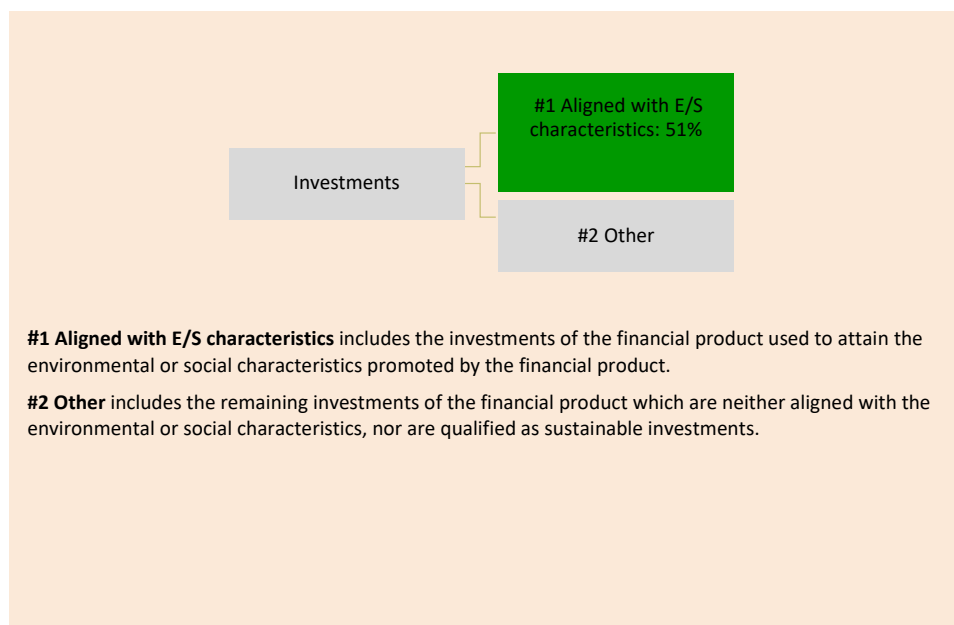 #1 Aligned with E/S
characteristics: 51%
Investments
#2 Other
#1 Aligned with E/S characteristics includes the investments of the financial product used to attain the
environmental or social characteristics promoted by the financial product.
#2 Other includes the remaining investments of the financial product which are neither aligned with the
environmental or social characteristics, nor are qualified as sustainable investments.